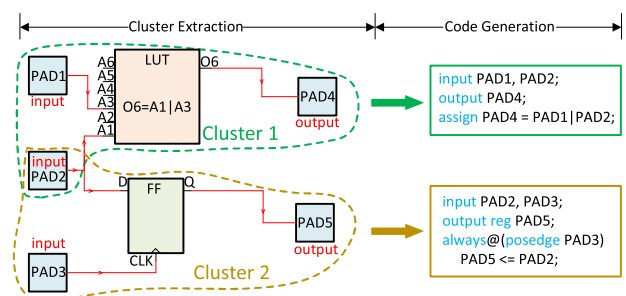 Cluster Extraction
Code Generation
LUT
A6
A5
A4
A3
A2
A1
O6
O6=A1|A3
PAD1
input
PAD4
output
Cluster 1
input PAD1, PAD2;
output PAD4;
assign PAD4 = PAD1|PAD2;
input
PAD2
D
FF
Q
CLK
PAD5
output
input
PAD3
Cluster 2
input PAD2, PAD3;
output reg PAD5;
always@(posedge PAD3)
PAD5 <= PAD2;